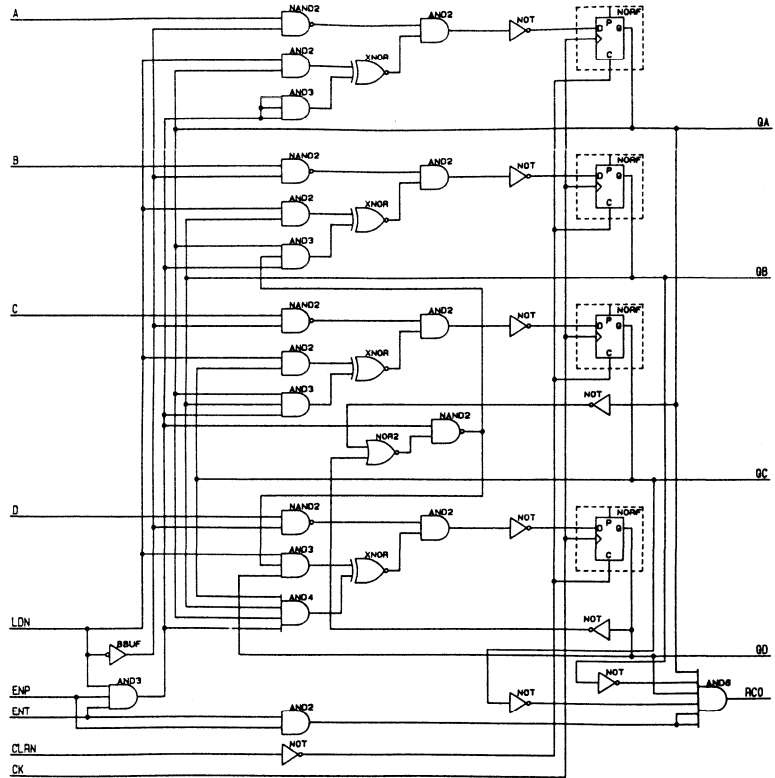 A
NAND2
AND2
NOT
NORF
P
D
Q
C
AND2
XNOR
AND3
QA
B
NAND2
AND2
NOT
NORF
P
D
Q
C
AND2
XNOR
AND3
QB
C
NAND2
AND2
NOT
NORF
P
D
Q
C
AND2
XNOR
AND3
NOT
NAND2
NOR2
QC
D
NAND2
AND2
NOT
NORF
P
D
Q
C
AND3
XNOR
AND4
LDN
NOT
BBUF
QD
AND3
NOT
AND6
ENP
NOT
RCO
ENT
AND2
CLRN
NOT
CK